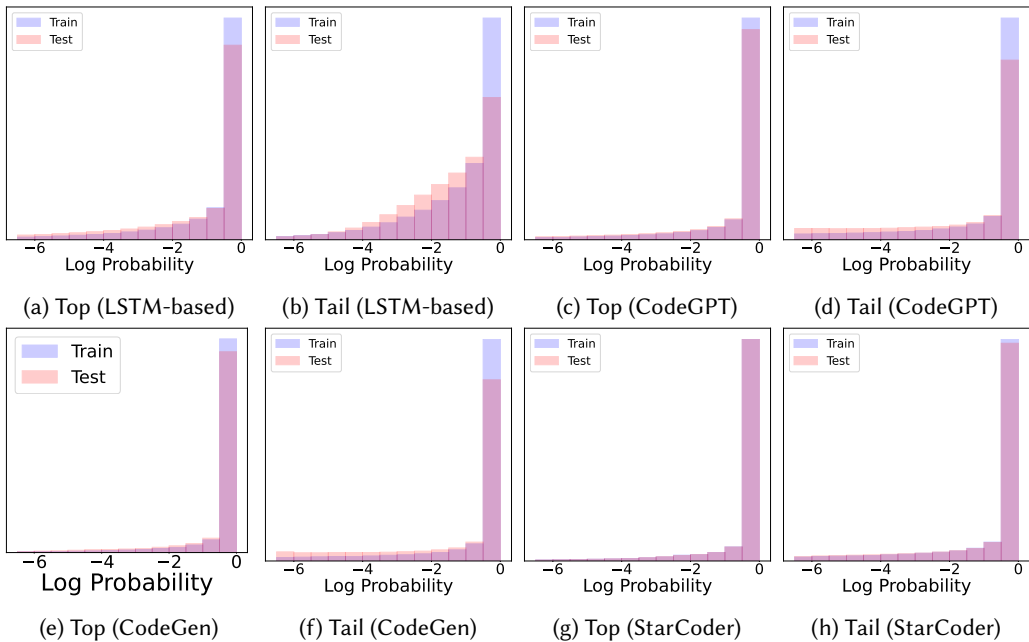 Train
Test
−6 −4 −2 0
Log Probability
(a) Top (LSTM-based)
Train
Test
−6 −4 −2 0
Log Probability
(b) Tail (LSTM-based)
Train
Test
−6 −4 −2 0
Log Probability
(c) Top (CodeGPT)
Train
Test
−6 −4 −2 0
Log Probability
(d) Tail (CodeGPT)
Train
Test
−6 −4 −2 0
Log Probability
(e) Top (CodeGen)
Train
Test
−6 −4 −2 0
Log Probability
(f) Tail (CodeGen)
Train
Test
−6 −4 −2 0
Log Probability
(g) Top (StarCoder)
Train
Test
−6 −4 −2 0
Log Probability
(h) Tail (StarCoder)